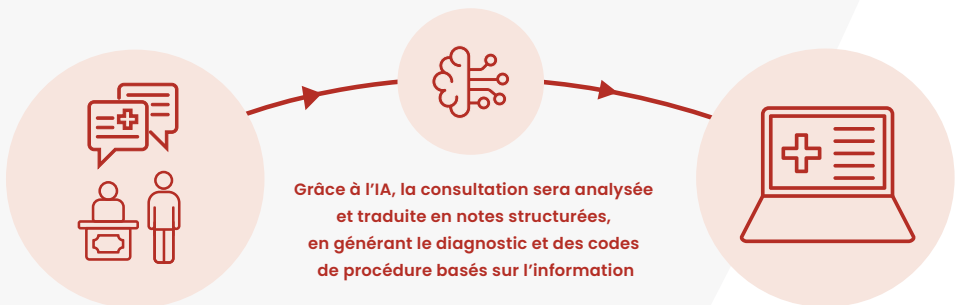 Grâce à l’IA, la consultation sera analysée
et traduite en notes structurées,
en générant le diagnostic et des codes
de procédure basés sur l’information